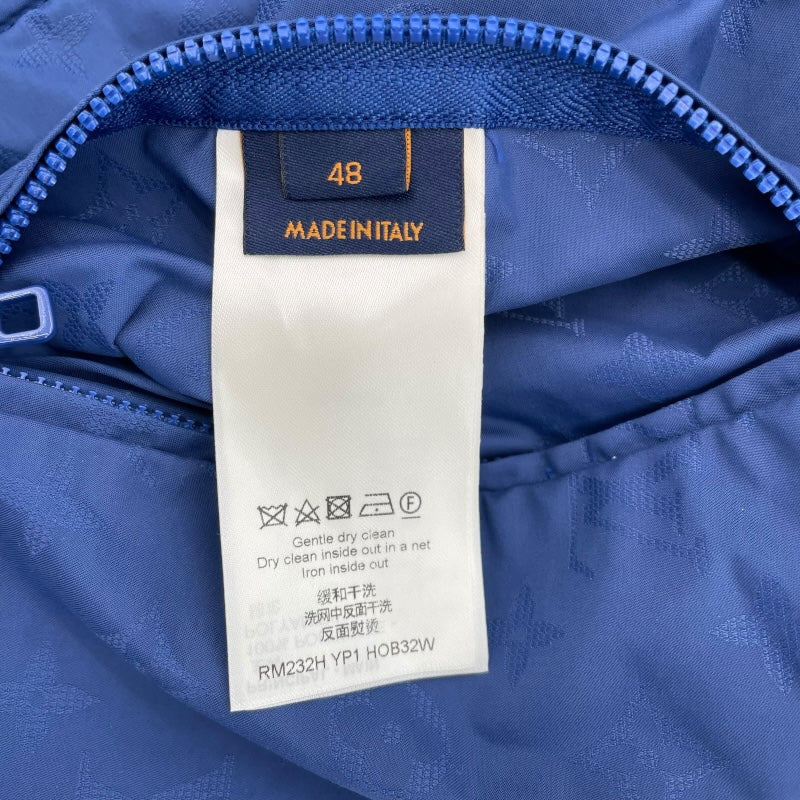 48
MADE IN ITALY
F
Gentle dry clean
Dry clean inside out in a net
Iron inside out
缓和干洗
洗网中反面干洗
反面熨烫
RM232H YP1 HOB32W